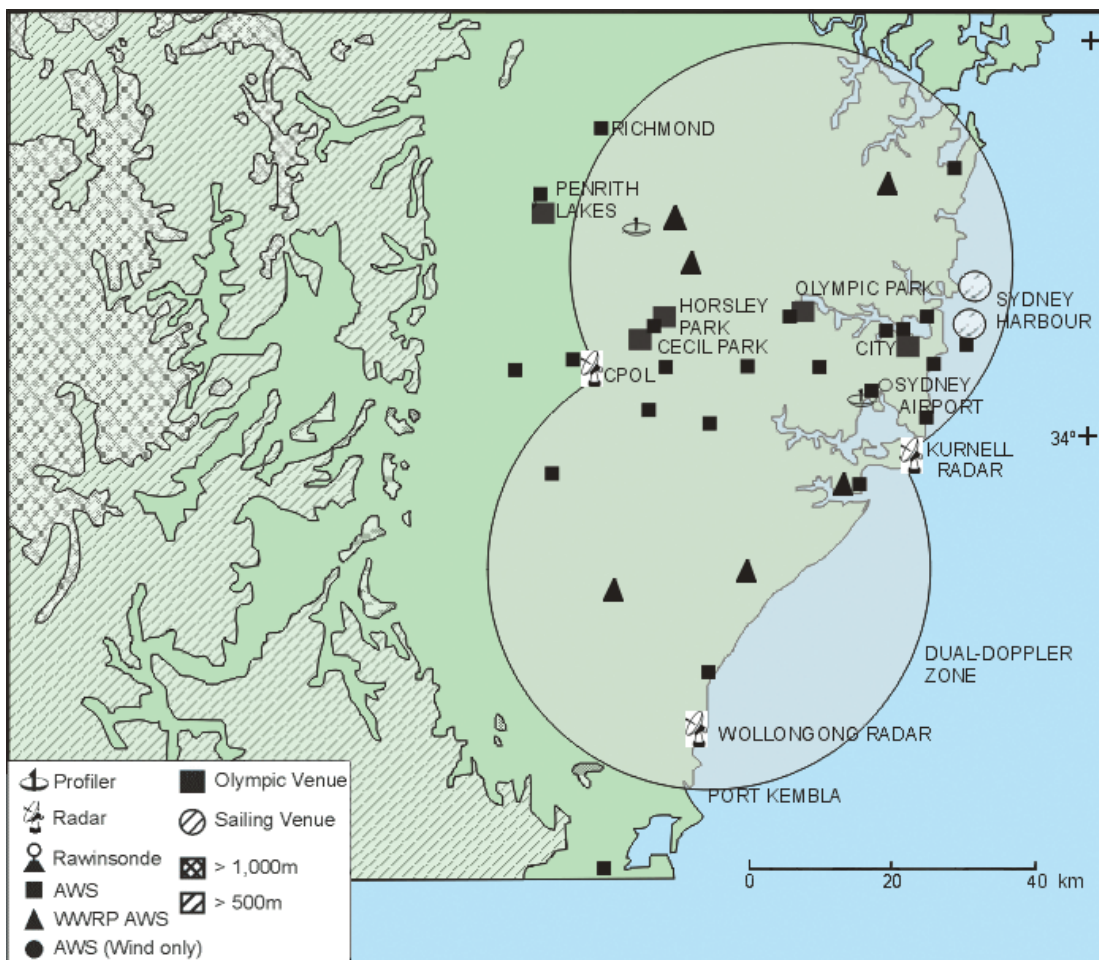 RICHMOND
PENRITH
LAKES
OLYMPIC PARK
SYDNEY
HARBOUR
HORSLEY
PARK
CECIL PARK
CITY
CPOL
SYDNEY
AIRPORT
34°
KURNELL
RADAR
DUAL-DOPPLER
ZONE
WOLLONGONG RADAR
PORT KEMBLA
Profiler
Radar
Rawinsonde
AWS
WWRP AWS
AWS (Wind only)
Olympic Venue
Sailing Venue
> 1,000m
> 500m
0 20 40 km